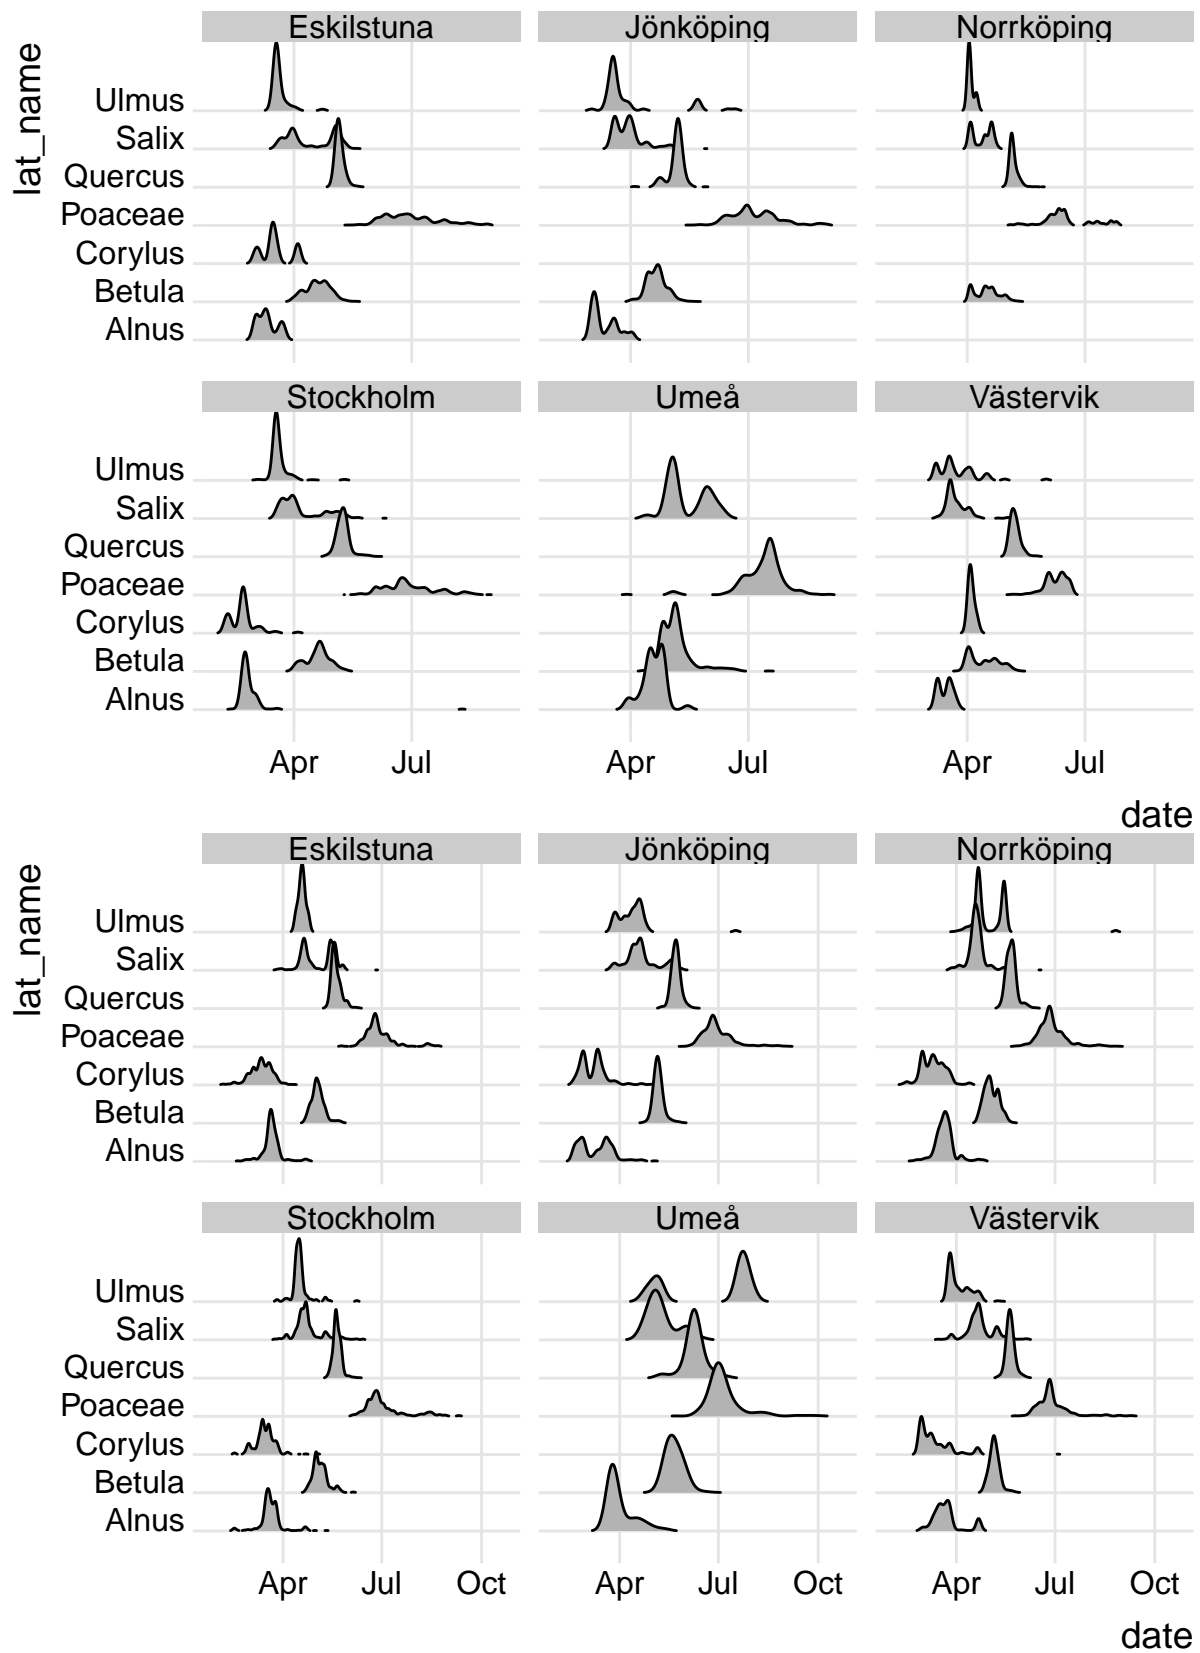 Eskilstuna Jönköping Norrköping
lat_name
Ulmus
Salix
Quercus
Poaceae
Corylus
Betula
Alnus
Stockholm Umeå Västervik
Ulmus
Salix
Quercus
Poaceae
Corylus
Betula
Alnus
Apr Jul Apr Jul Apr Jul
date
Eskilstuna Jönköping Norrköping
lat_name
Ulmus
Salix
Quercus
Poaceae
Corylus
Betula
Alnus
Stockholm Umeå Västervik
Ulmus
Salix
Quercus
Poaceae
Corylus
Betula
Alnus
Apr Jul Oct Apr Jul Oct Apr Jul Oct
date